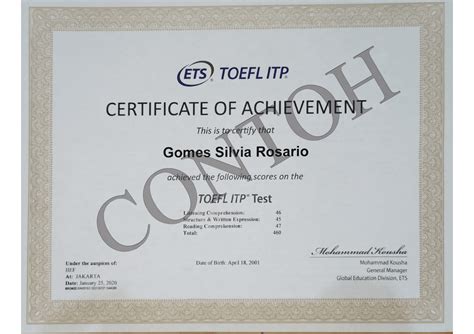 ETS TOEFL ITP®
CERTIFICATE OF ACHIEVEMENT
This is to certify that
Gomes Silvia Rosario
achieved the following scores on the
TOEFL ITP® Test
Listening Comprehension: 46
Structure & Written Expression: 45
Reading Comprehension: 47
Total: 460
CONTOH
Mohammad Kousha
Under the auspices of:
IIEF
At: JAKARTA
Date: January 25, 2020
Date of Birth: April 18, 2001
Mohammad Kousha
General Manager
Global Education Division, ETS